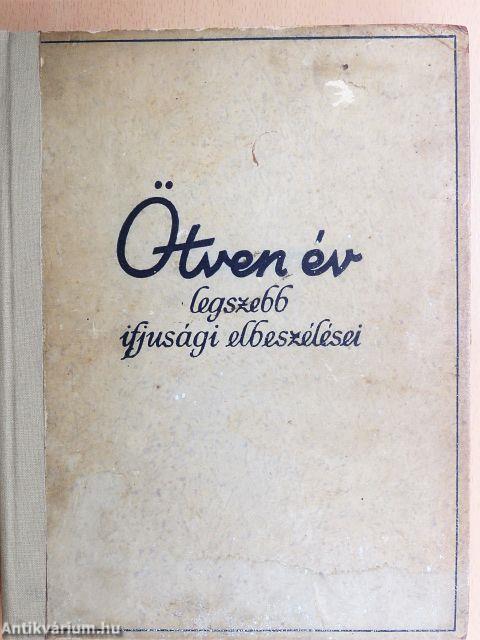 Ötven év
legszebb
ifjusági elbeszélései
Antikvárium.hu